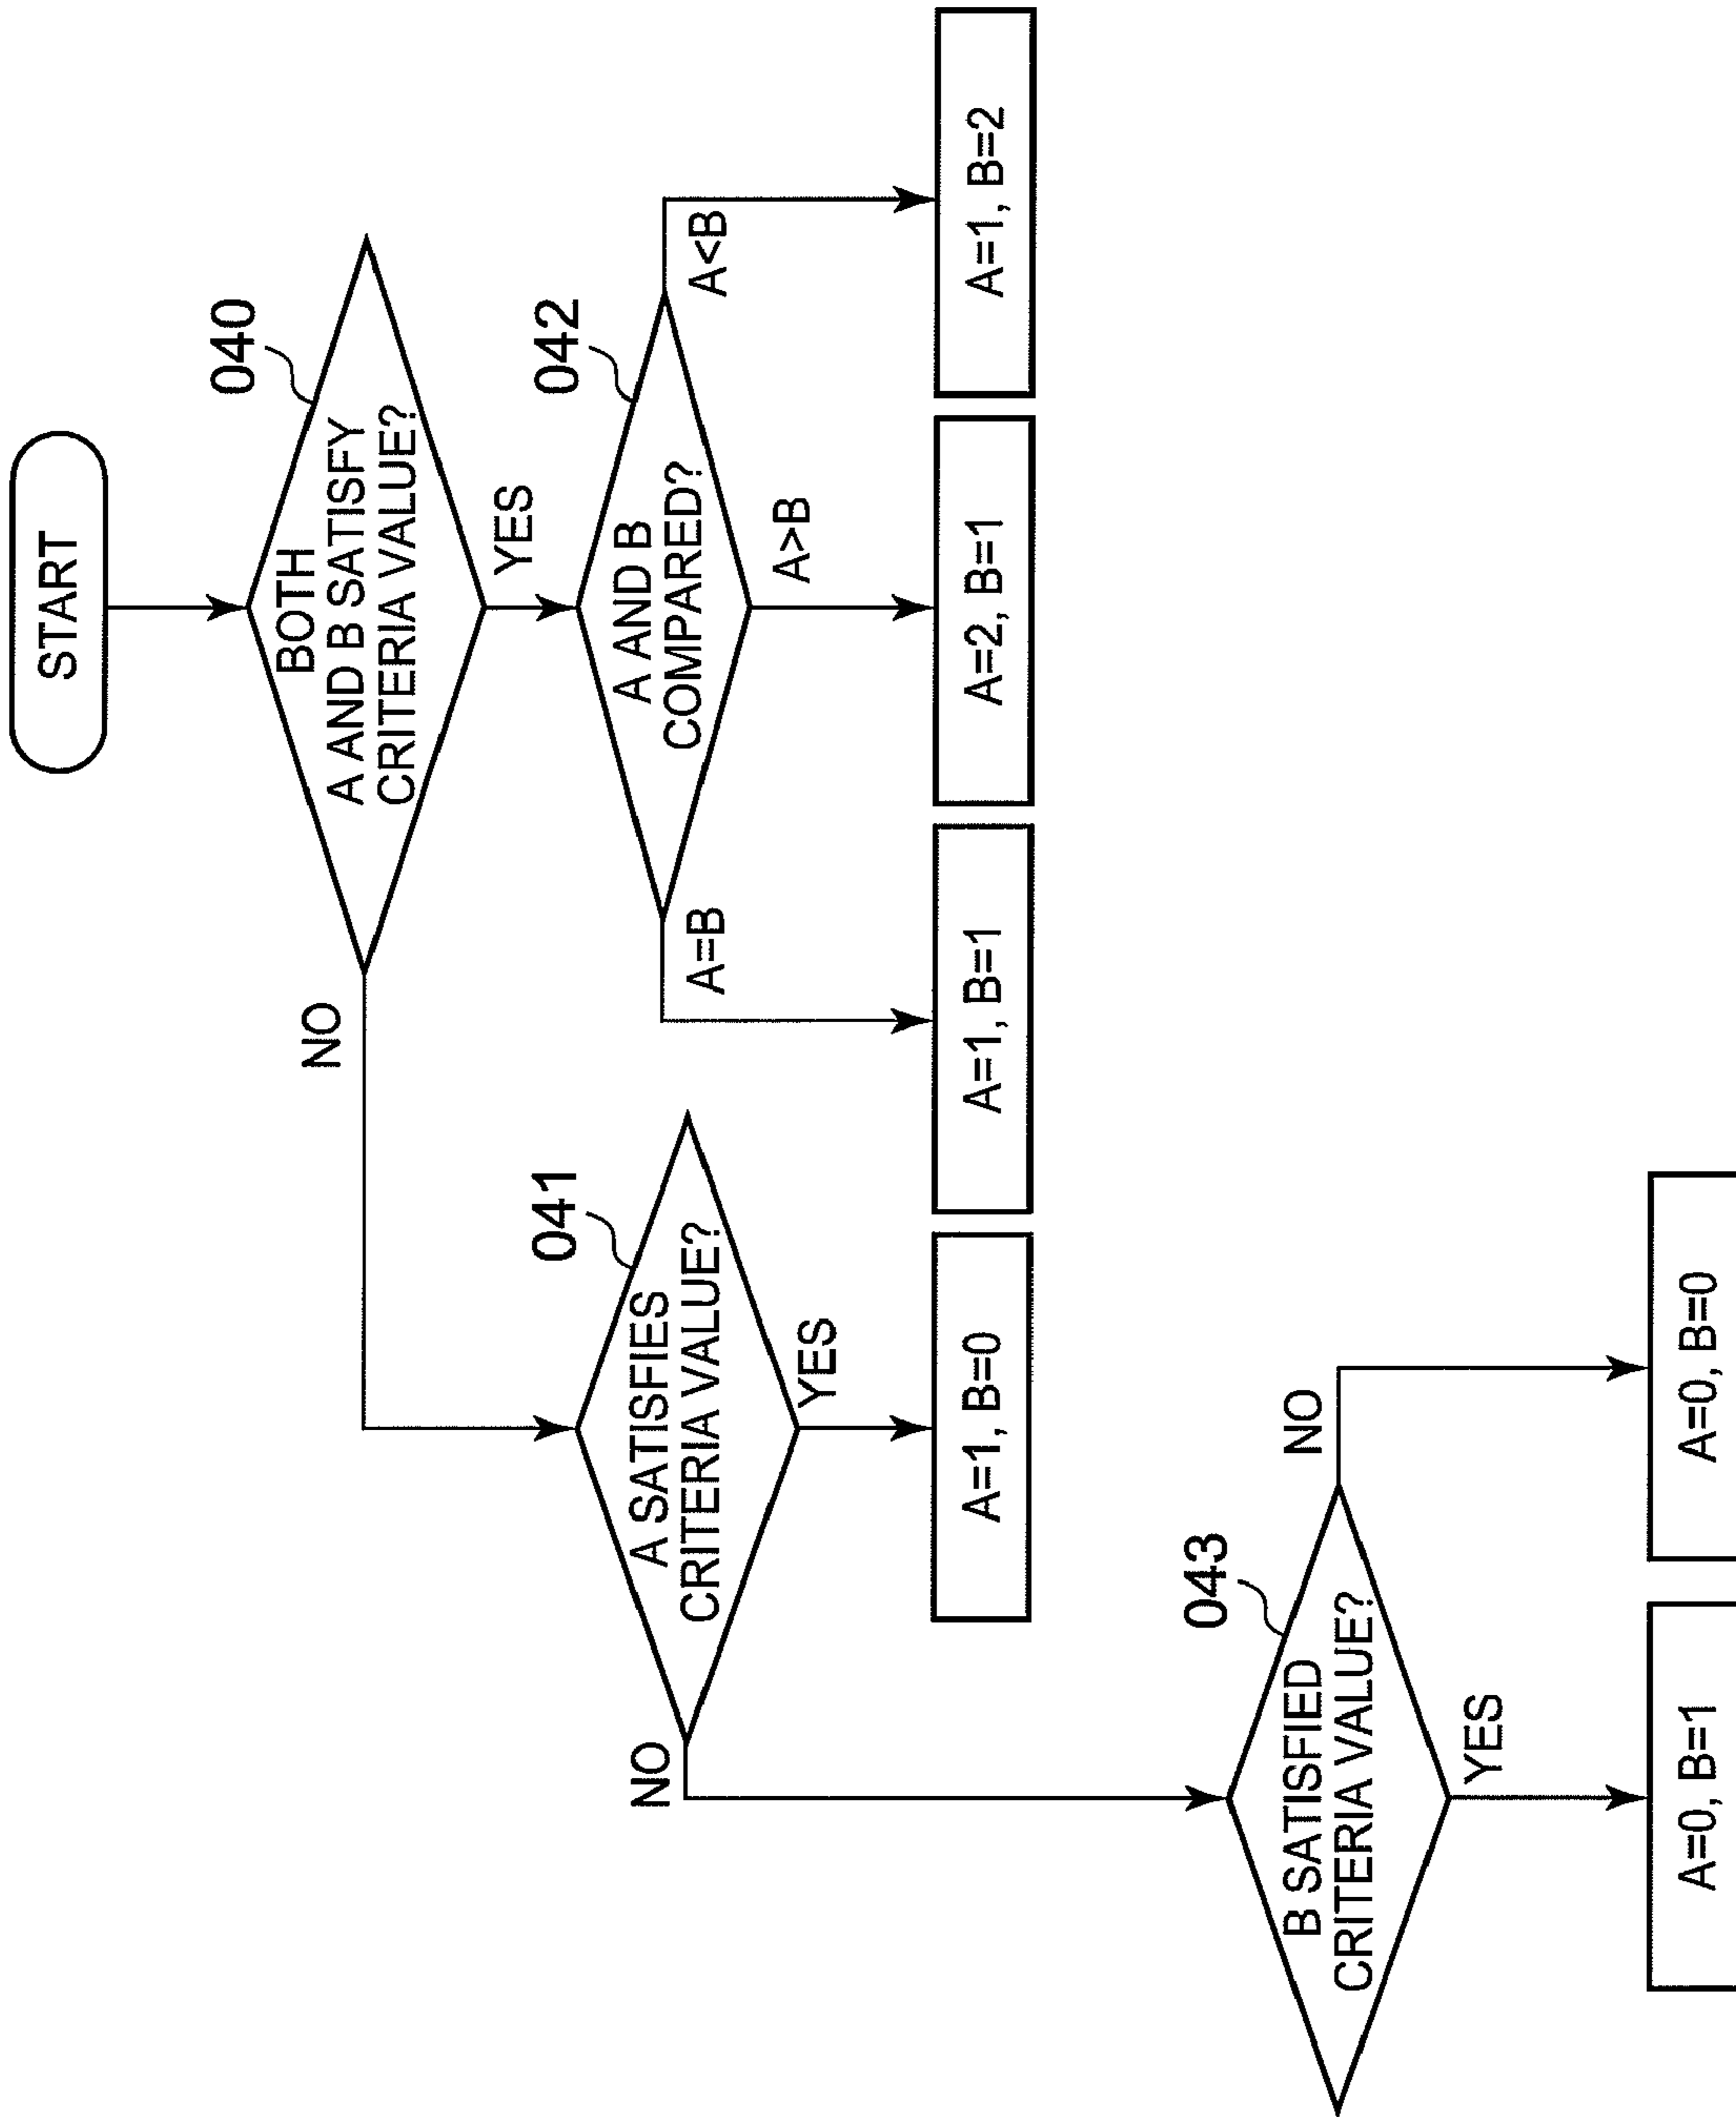 START
040
BOTH
A AND B SATISFY
CRITERIA VALUE?
NO
YES
041
A SATISFIES
CRITERIA VALUE?
NO
YES
042
A AND B
COMPARED?
A=B
A>B
A<B
A=1, B=0
A=1, B=1
A=2, B=1
A=1, B=2
043
B SATISFIED
CRITERIA VALUE?
NO
YES
A=0, B=1
A=0, B=0